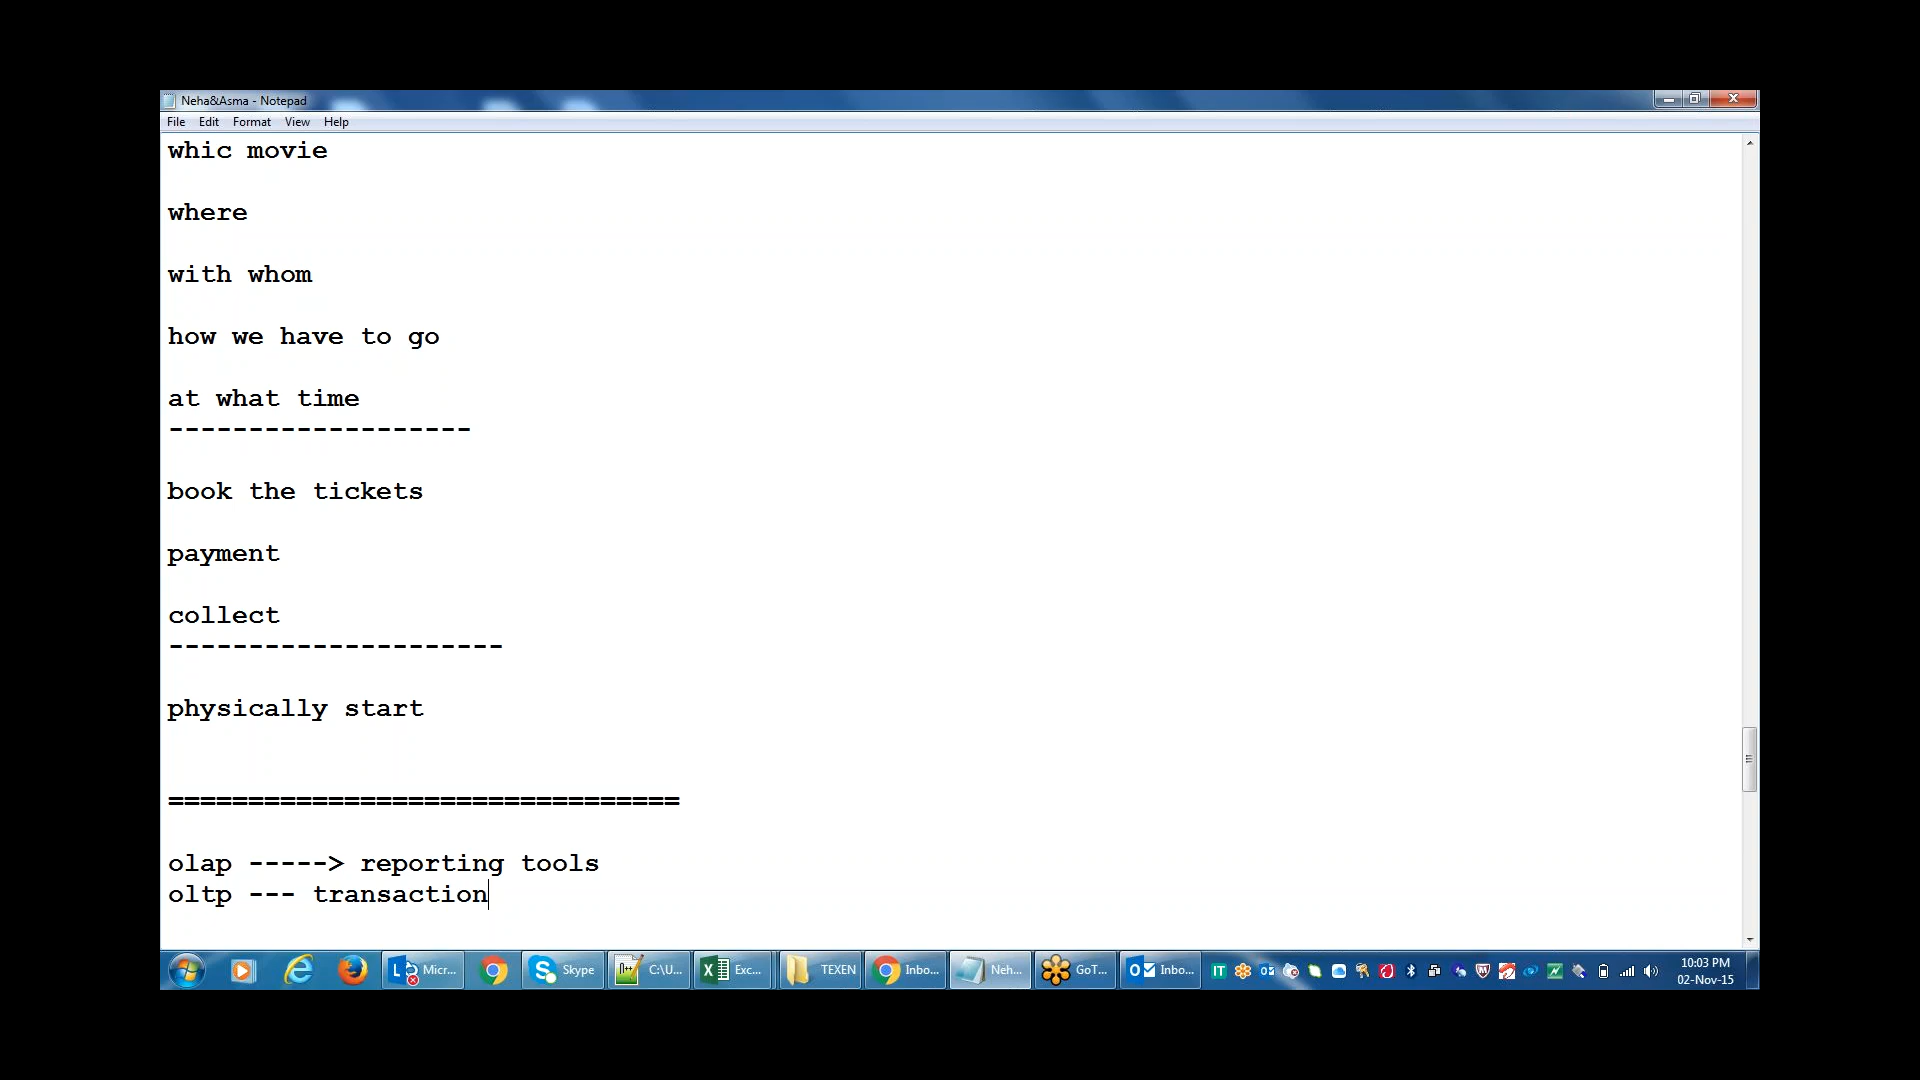 Neha&Asma - Notepad
File Edit Format View Help
whic movie
where
with whom
how we have to go
at what time
-------------------
book the tickets
payment
collect
---------------------
physically start
================================
olap -----> reporting tools
oltp --- transaction
Micr... Skype C:\U... Exc... TEXEN Inbo... Neh... GoT... Inbo... IT 10:03 PM
02-Nov-15